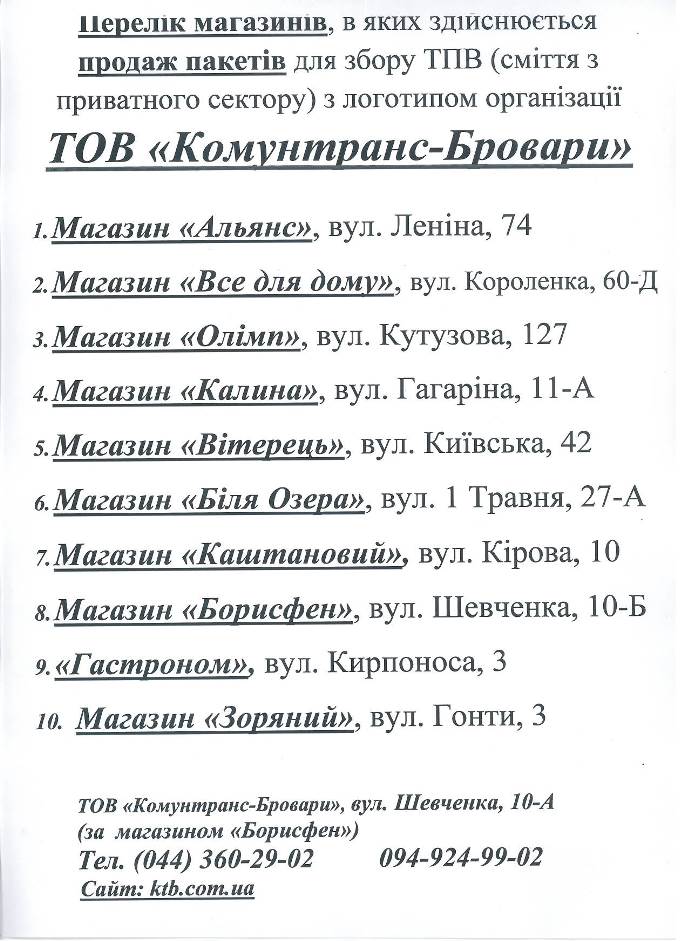 Перелік магазинів, в яких здійснюється
продаж пакетів для збору ТПВ (сміття з
приватного сектору) з логотипом організації
ТОВ «Комунтранс-Бровари»
1. Магазин «Альянс», вул. Леніна, 74
2. Магазин «Все для дому», вул. Короленка, 60-Д
3. Магазин «Олімп», вул. Кутузова, 127
4. Магазин «Калина», вул. Гагаріна, 11-А
5. Магазин «Вітерець», вул. Київська, 42
6. Магазин «Біля Озера», вул. 1 Травня, 27-А
7. Магазин «Каштановий», вул. Кірова, 10
8. Магазин «Борисфен», вул. Шевченка, 10-Б
9. «Гастроном», вул. Кирпоноса, 3
10. Магазин «Зоряний», вул. Гонти, 3
ТОВ «Комунтранс-Бровари», вул. Шевченка, 10-А
(за магазином «Борисфен»)
Тел. (044) 360-29-02 094-924-99-02
Сайт: ktb.com.ua